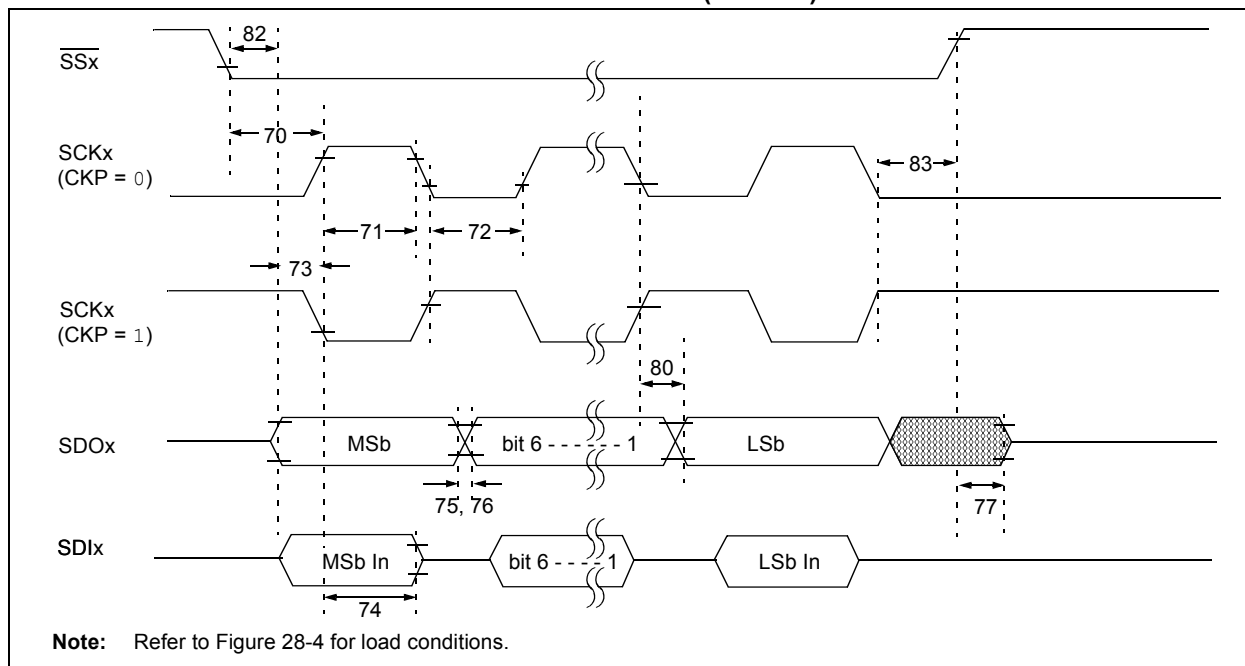 SSx
82
70
SCKx
(CKP = 0)
83
71
72
73
SCKx
(CKP = 1)
80
SDOx
MSb
bit 6 - - - - - - 1
LSb
75, 76
77
SDIx
MSb In
bit 6 - - - - 1
LSb In
74
Note: Refer to Figure 28-4 for load conditions.